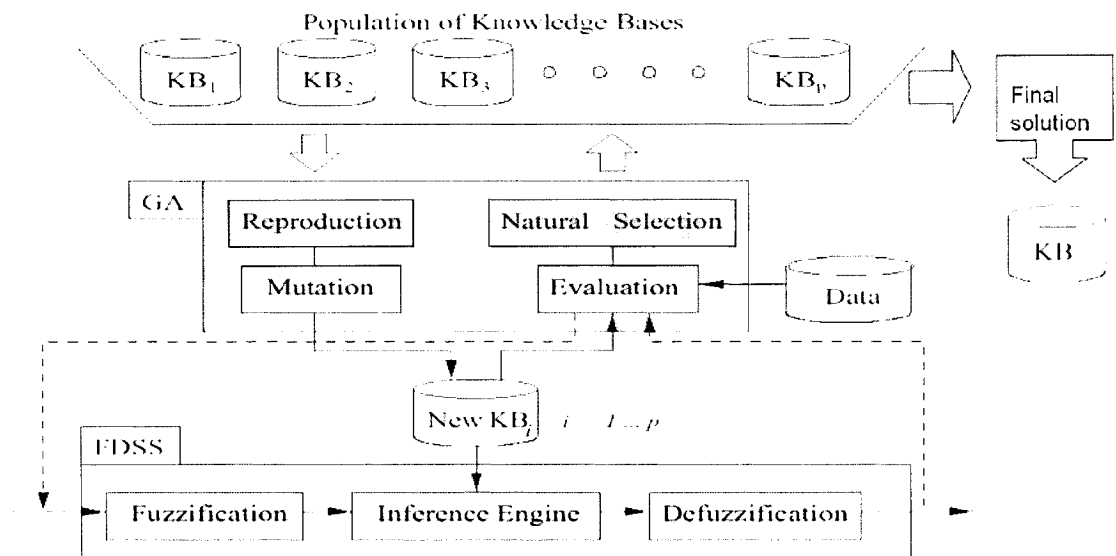 Population of Knowledge Bases
KB1 KB2 KB3 KBp
Final
solution
GA
Reproduction
Natural Selection
KB
Mutation
Evaluation
Data
New KBi i 1 ... p
FDSS
Fuzzification
Inference Engine
Defuzzification